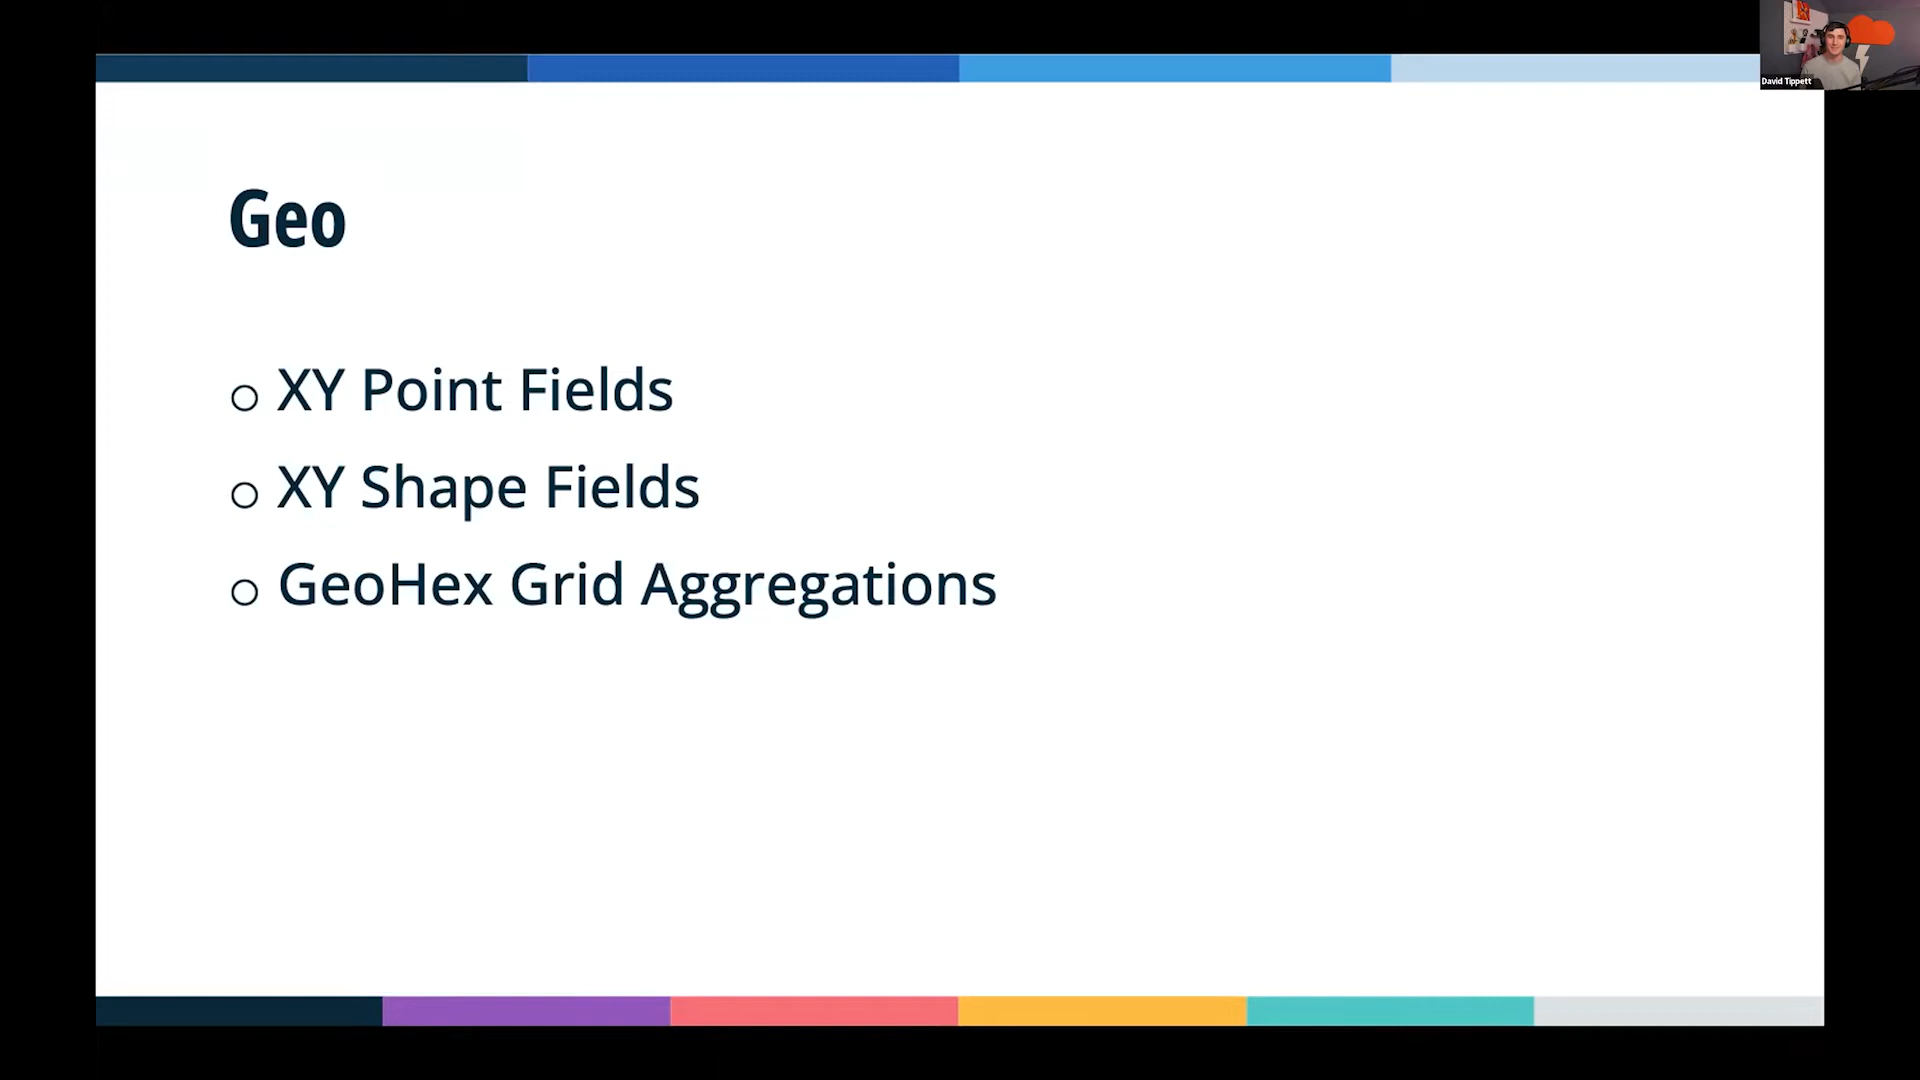 David Tippett
Geo
XY Point Fields
XY Shape Fields
GeoHex Grid Aggregations